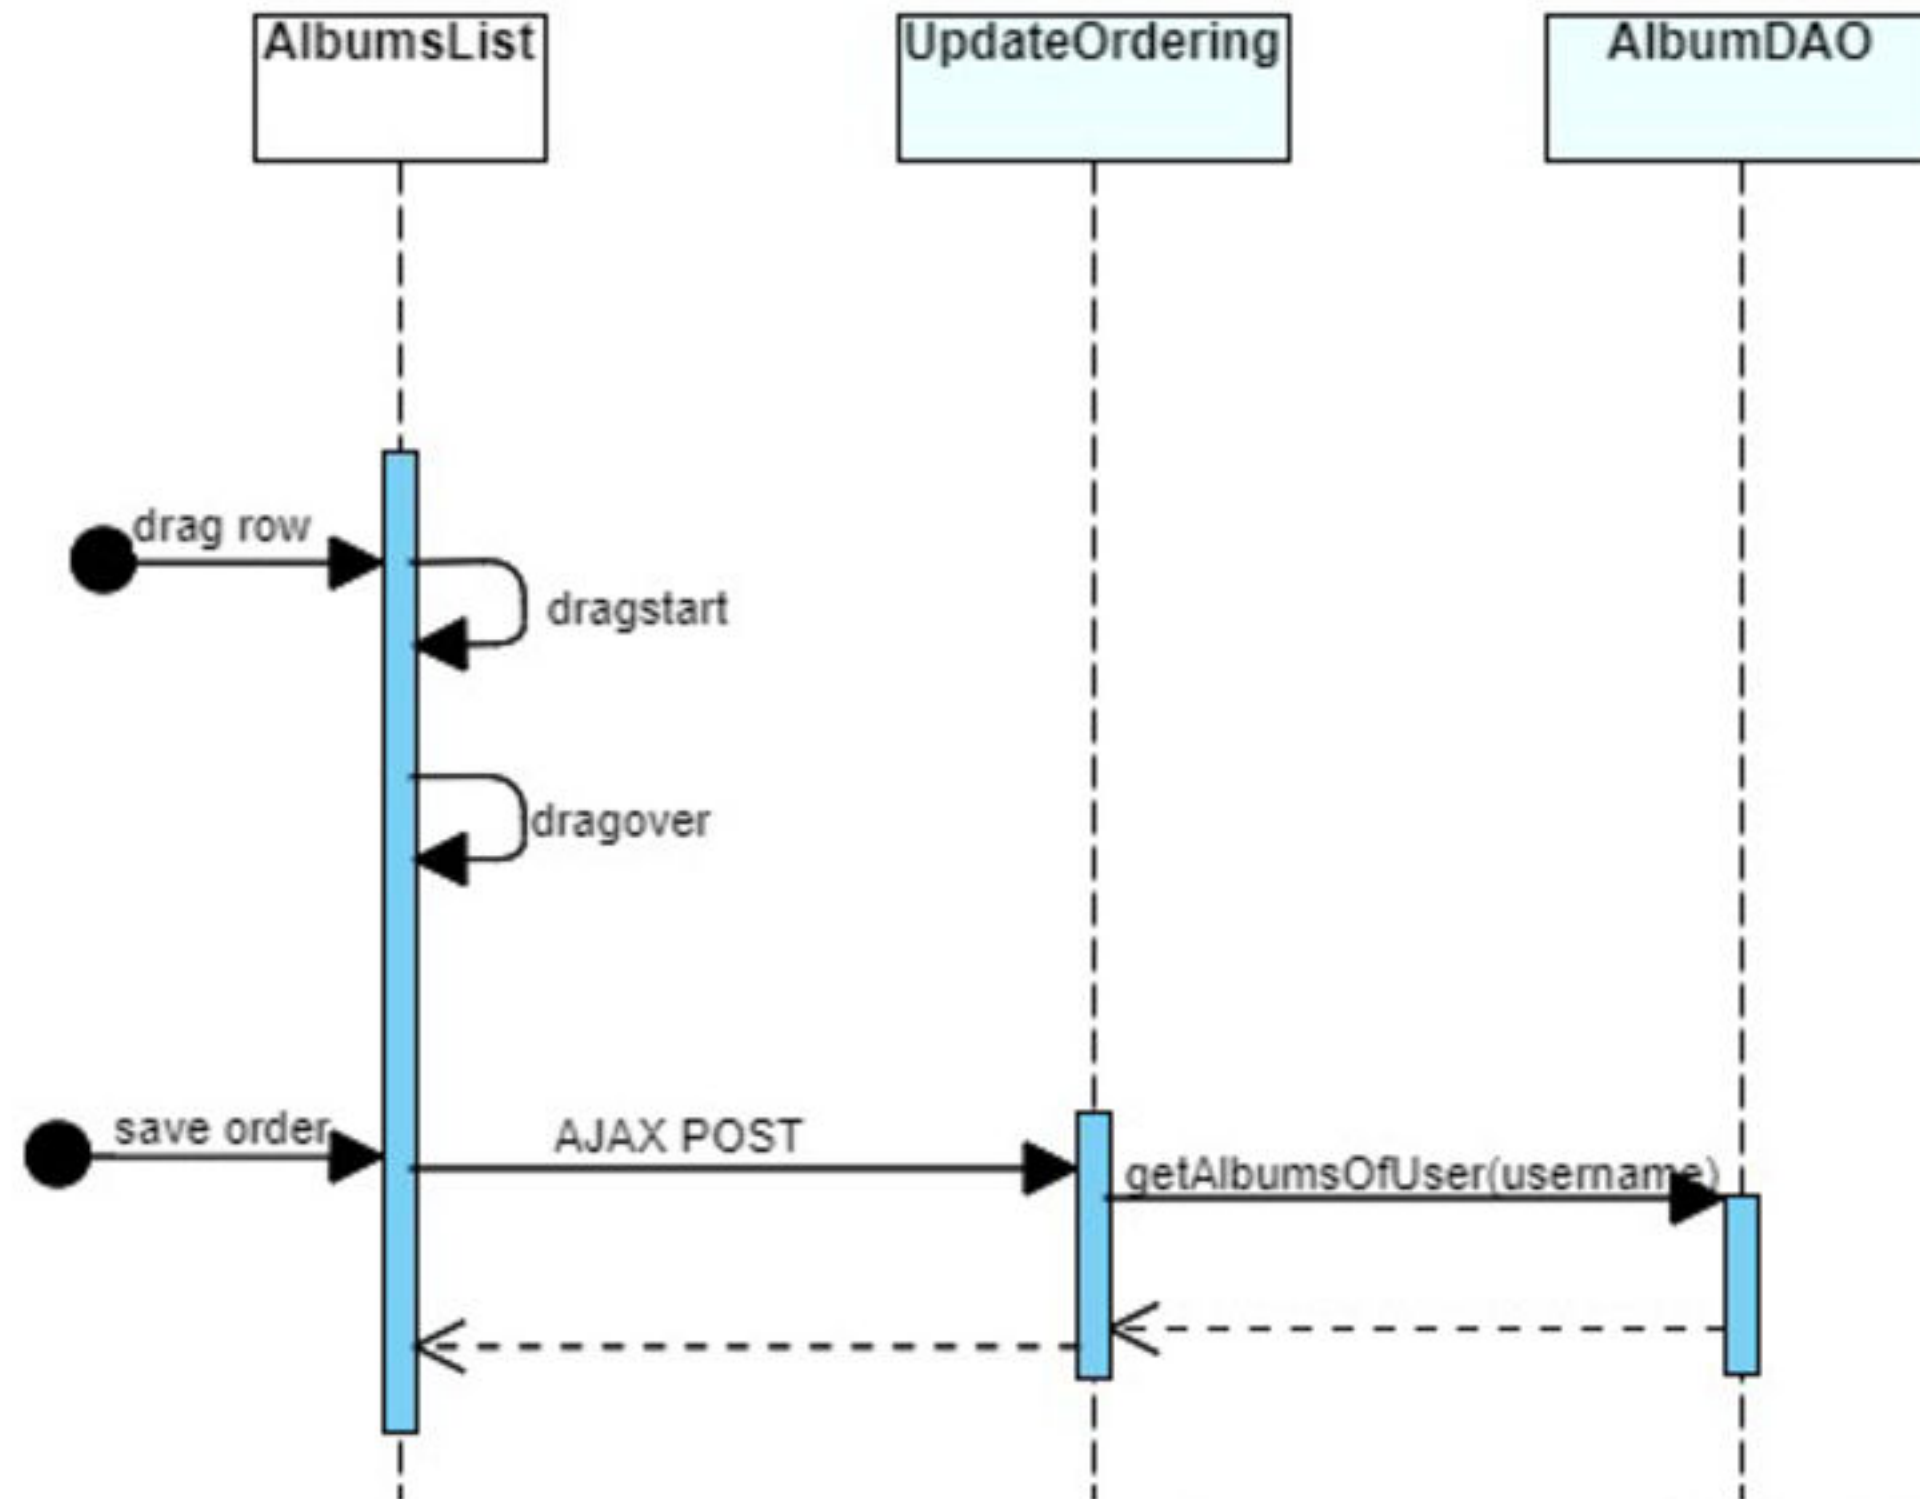 AlbumsList
UpdateOrdering
AlbumDAO
drag row
dragstart
dragover
save order
AJAX POST
getAlbumsOfUser(username)